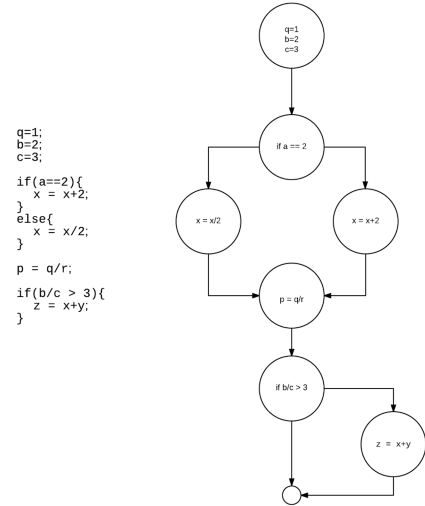 q=1;
b=2;
c=3;
if(a==2){
x = x+2;
}
else{
x = x/2;
}
p = q/r;
if(b/c > 3){
z = x+y;
}
q=1
b=2
c=3
if a == 2
x = x/2
x = x+2
p = q/r
if b/c > 3
z = x+y